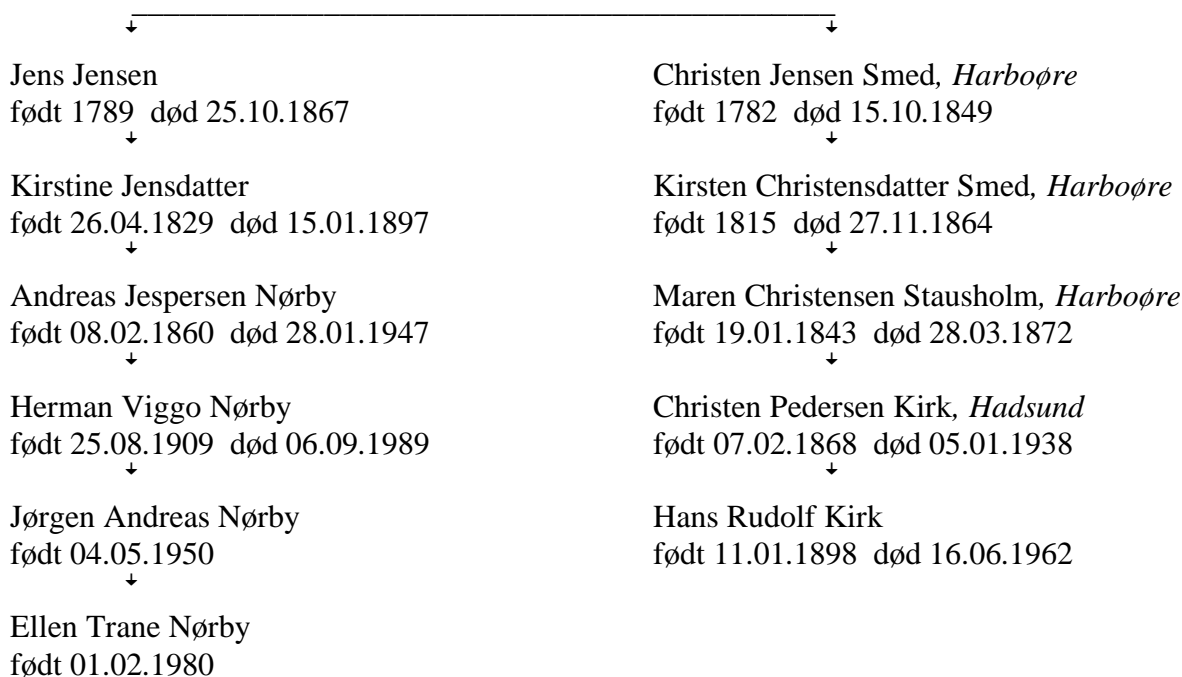 Jens Jensen
født 1789  død 25.10.1867
Kirstine Jensdatter
født 26.04.1829  død 15.01.1897
Andreas Jespersen Nørby
født 08.02.1860  død 28.01.1947
Herman Viggo Nørby
født 25.08.1909  død 06.09.1989
Jørgen Andreas Nørby
født 04.05.1950
Ellen Trane Nørby
født 01.02.1980
Christen Jensen Smed, Harboøre
født 1782  død 15.10.1849
Kirsten Christensdatter Smed, Harboøre
født 1815  død 27.11.1864
Maren Christensen Stausholm, Harboøre
født 19.01.1843  død 28.03.1872
Christen Pedersen Kirk, Hadsund
født 07.02.1868  død 05.01.1938
Hans Rudolf Kirk
født 11.01.1898  død 16.06.1962